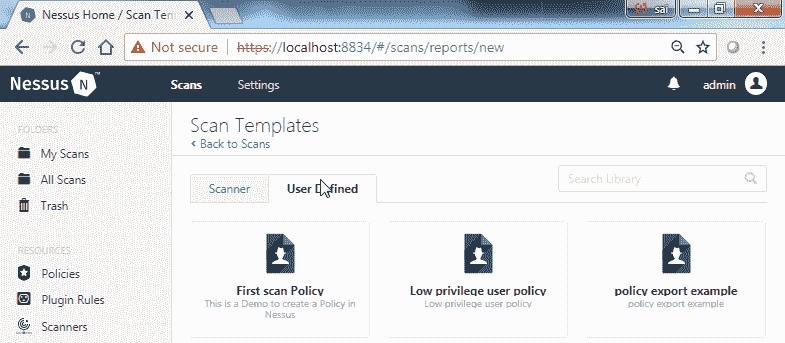 Nessus Home / Scan Tem
sai
Not secure | https://localhost:8834/#/scans/reports/new
Nessus N Scans Settings admin
FOLDERS
My Scans
All Scans
Trash
RESOURCES
Policies
Plugin Rules
Scanners
Scan Templates
Back to Scans
Scanner User Defined Search Library
First scan Policy
This is a Demo to create a Policy in
Nessus
Low privilege user policy
Low privilege user policy
policy export example
policy export example